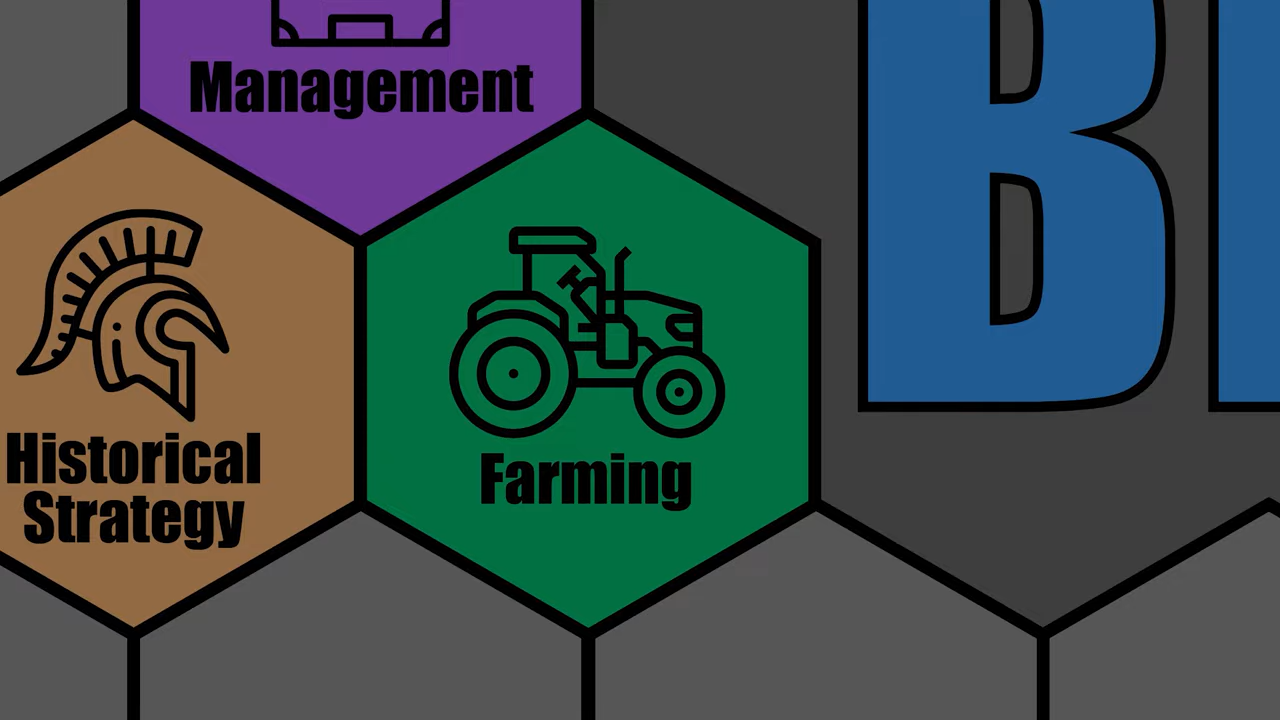 Management
Historical
Strategy
Farming
B